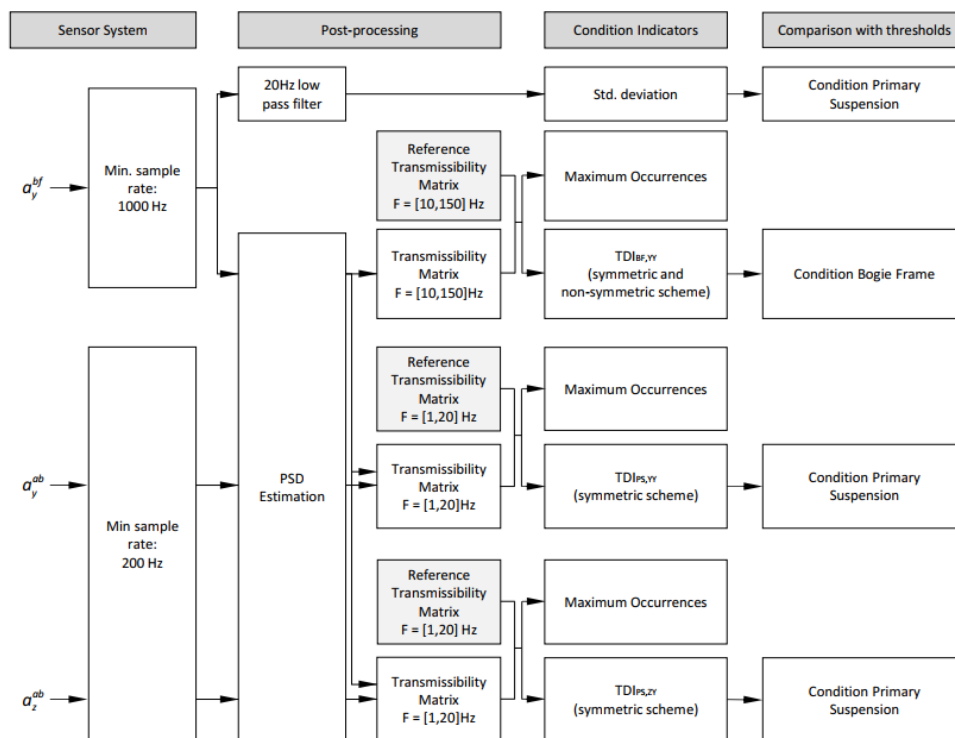 Sensor System
Post-processing
Condition Indicators
Comparison with thresholds
20Hz low
pass filter
Std. deviation
Condition Primary
Suspension
a_y^bf
Min. sample
rate:
1000 Hz
Reference
Transmissibility
Matrix
F = [10,150] Hz
Maximum Occurrences
Transmissibility
Matrix
F = [10,150]Hz
TDI_BF,YY
(symmetric and
non-symmetric scheme)
Condition Bogie Frame
Reference
Transmissibility
Matrix
F = [1,20] Hz
Maximum Occurrences
a_y^ab
Min sample
rate:
200 Hz
PSD
Estimation
Transmissibility
Matrix
F = [1,20]Hz
TDI_PS,YY
(symmetric scheme)
Condition Primary
Suspension
Reference
Transmissibility
Matrix
F = [1,20] Hz
Maximum Occurrences
a_z^ab
Transmissibility
Matrix
F = [1,20]Hz
TDI_PS,ZY
(symmetric scheme)
Condition Primary
Suspension